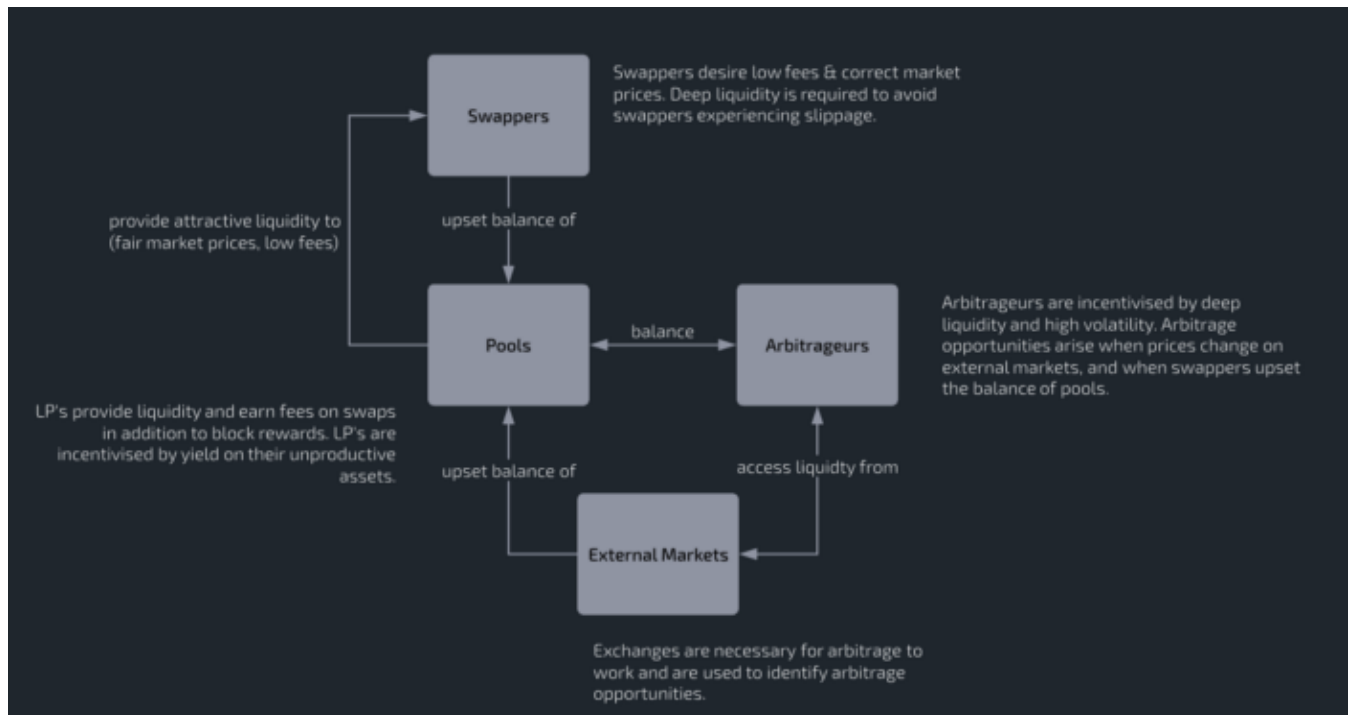 Swappers
Swappers desire low fees & correct market
prices. Deep liquidity is required to avoid
swappers experiencing slippage.
provide attractive liquidity to
(fair market prices, low fees)
upset balance of
Pools
balance
Arbitrageurs
Arbitrageurs are incentivised by deep
liquidity and high volatility. Arbitrage
opportunities arise when prices change on
external markets, and when swappers upset
the balance of pools.
LP's provide liquidity and earn fees on swaps
in addition to block rewards. LP's are
incentivised by yield on their unproductive
assets.
upset balance of
access liquidty from
External Markets
Exchanges are necessary for arbitrage to
work and are used to identify arbitrage
opportunities.